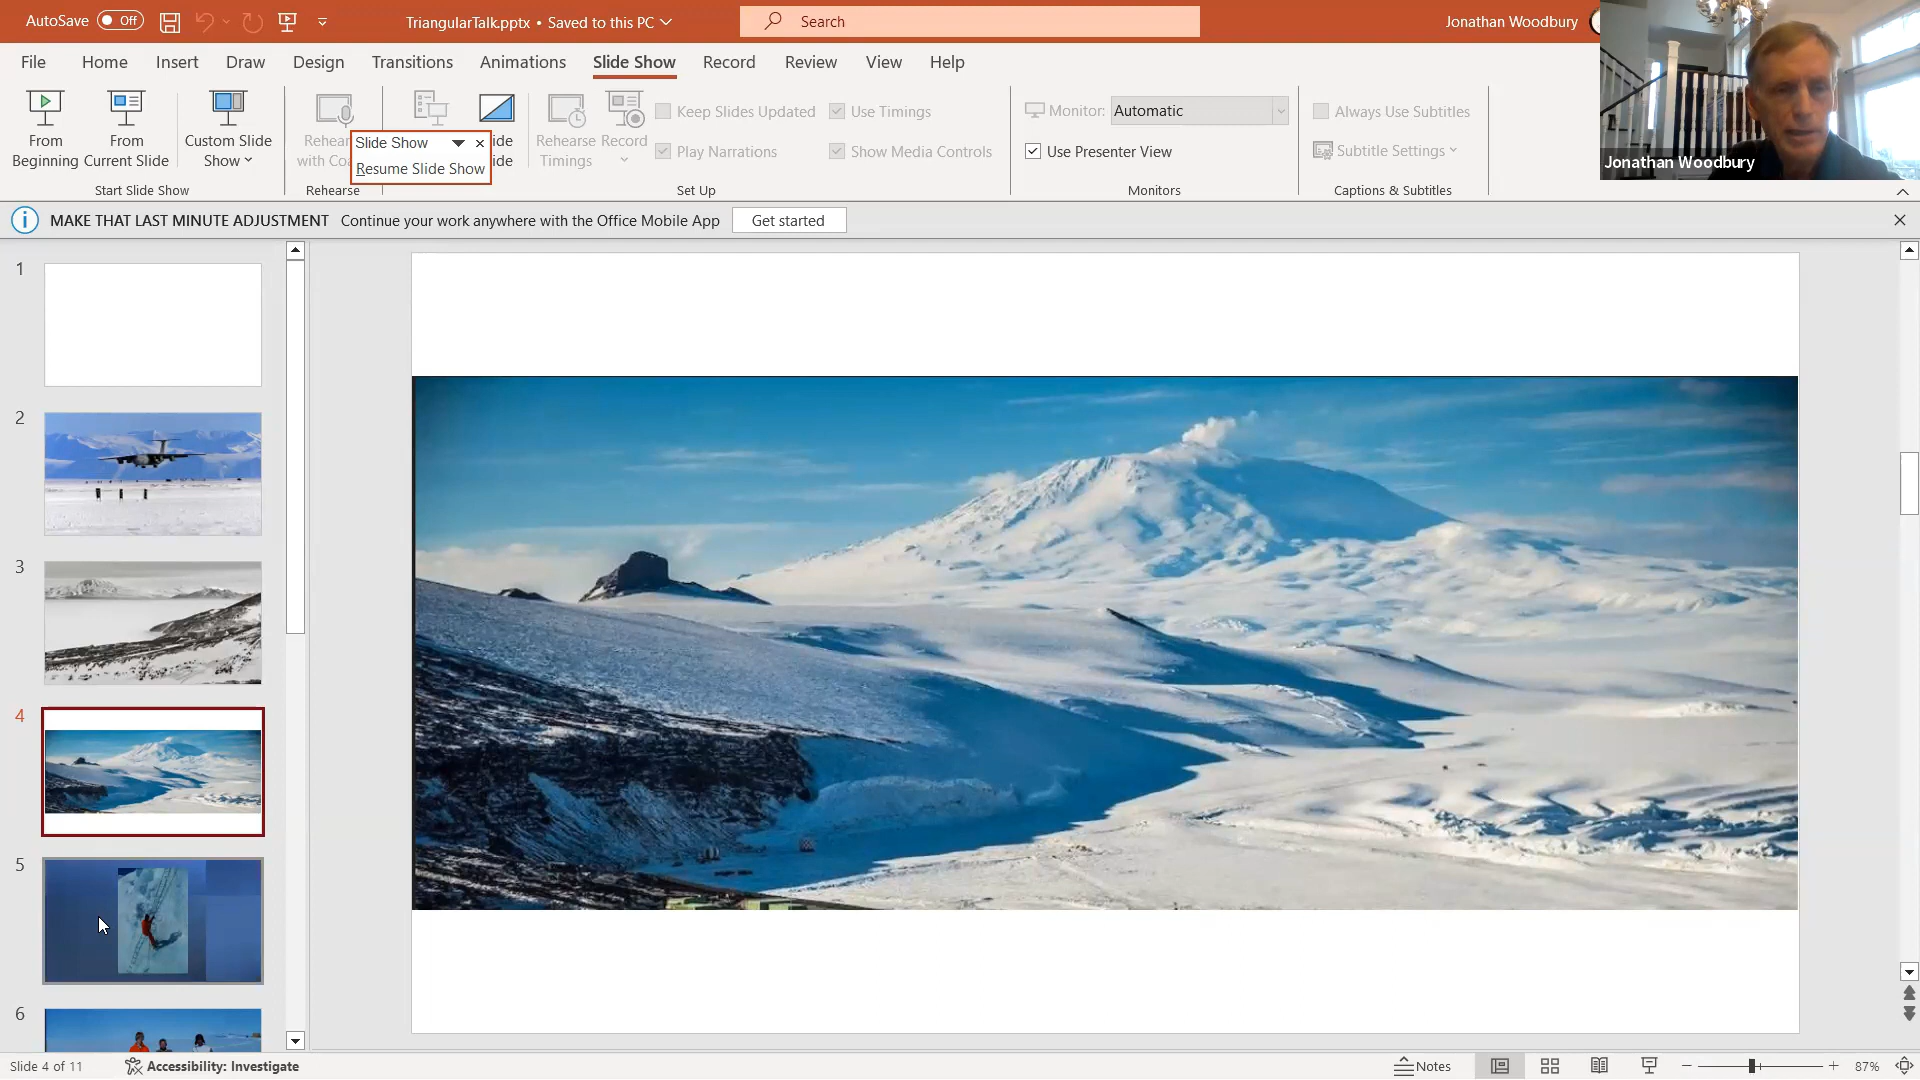 AutoSave Off
TriangularTalk.pptx • Saved to this PC
Search
Jonathan Woodbury
File Home Insert Draw Design Transitions Animations Slide Show Record Review View Help
From Beginning
From Current Slide
Custom Slide Show
Start Slide Show
with
Rehearse
Slide Show
Resume Slide Show
Rehearse Timings
Record
Keep Slides Updated
Play Narrations
Use Timings
Show Media Controls
Set Up
Monitor: Automatic
Use Presenter View
Monitors
Always Use Subtitles
Subtitle Settings
Captions & Subtitles
Jonathan Woodbury
MAKE THAT LAST MINUTE ADJUSTMENT Continue your work anywhere with the Office Mobile App Get started
1
2
3
4
5
6
Slide 4 of 11 Accessibility: Investigate Notes 87%